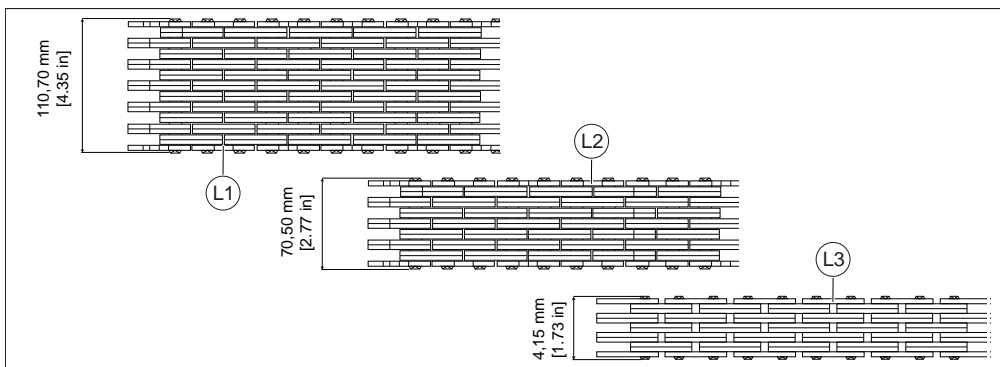 110,70 mm
[4.35 in]
L1
L2
70,50 mm
[2.77 in]
L3
4,15 mm
[1.73 in]